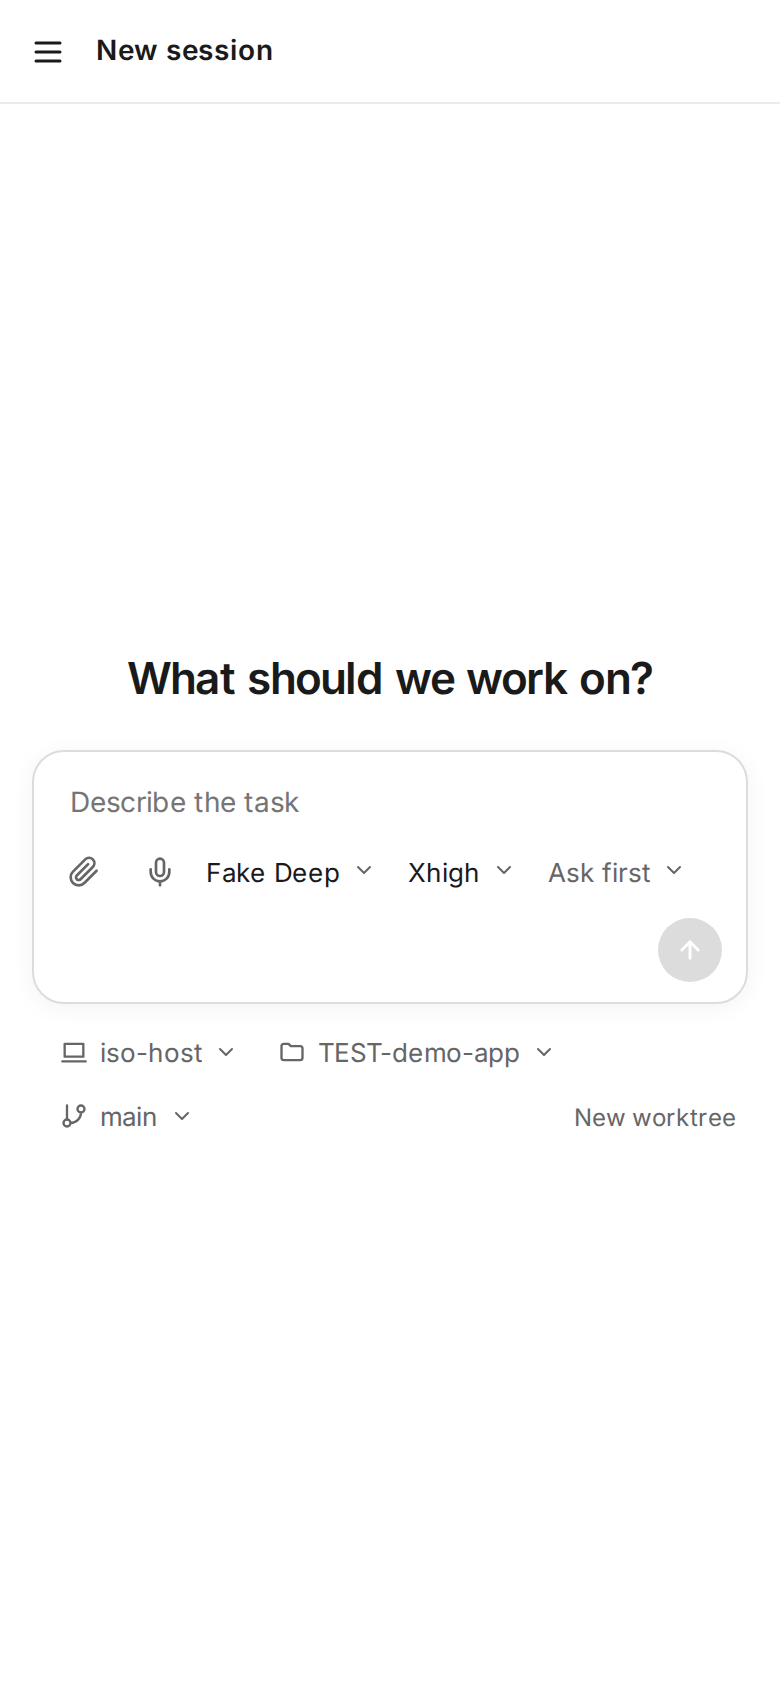 New session
What should we work on?
Describe the task
Fake Deep Xhigh Ask first
iso-host TEST-demo-app
main New worktree